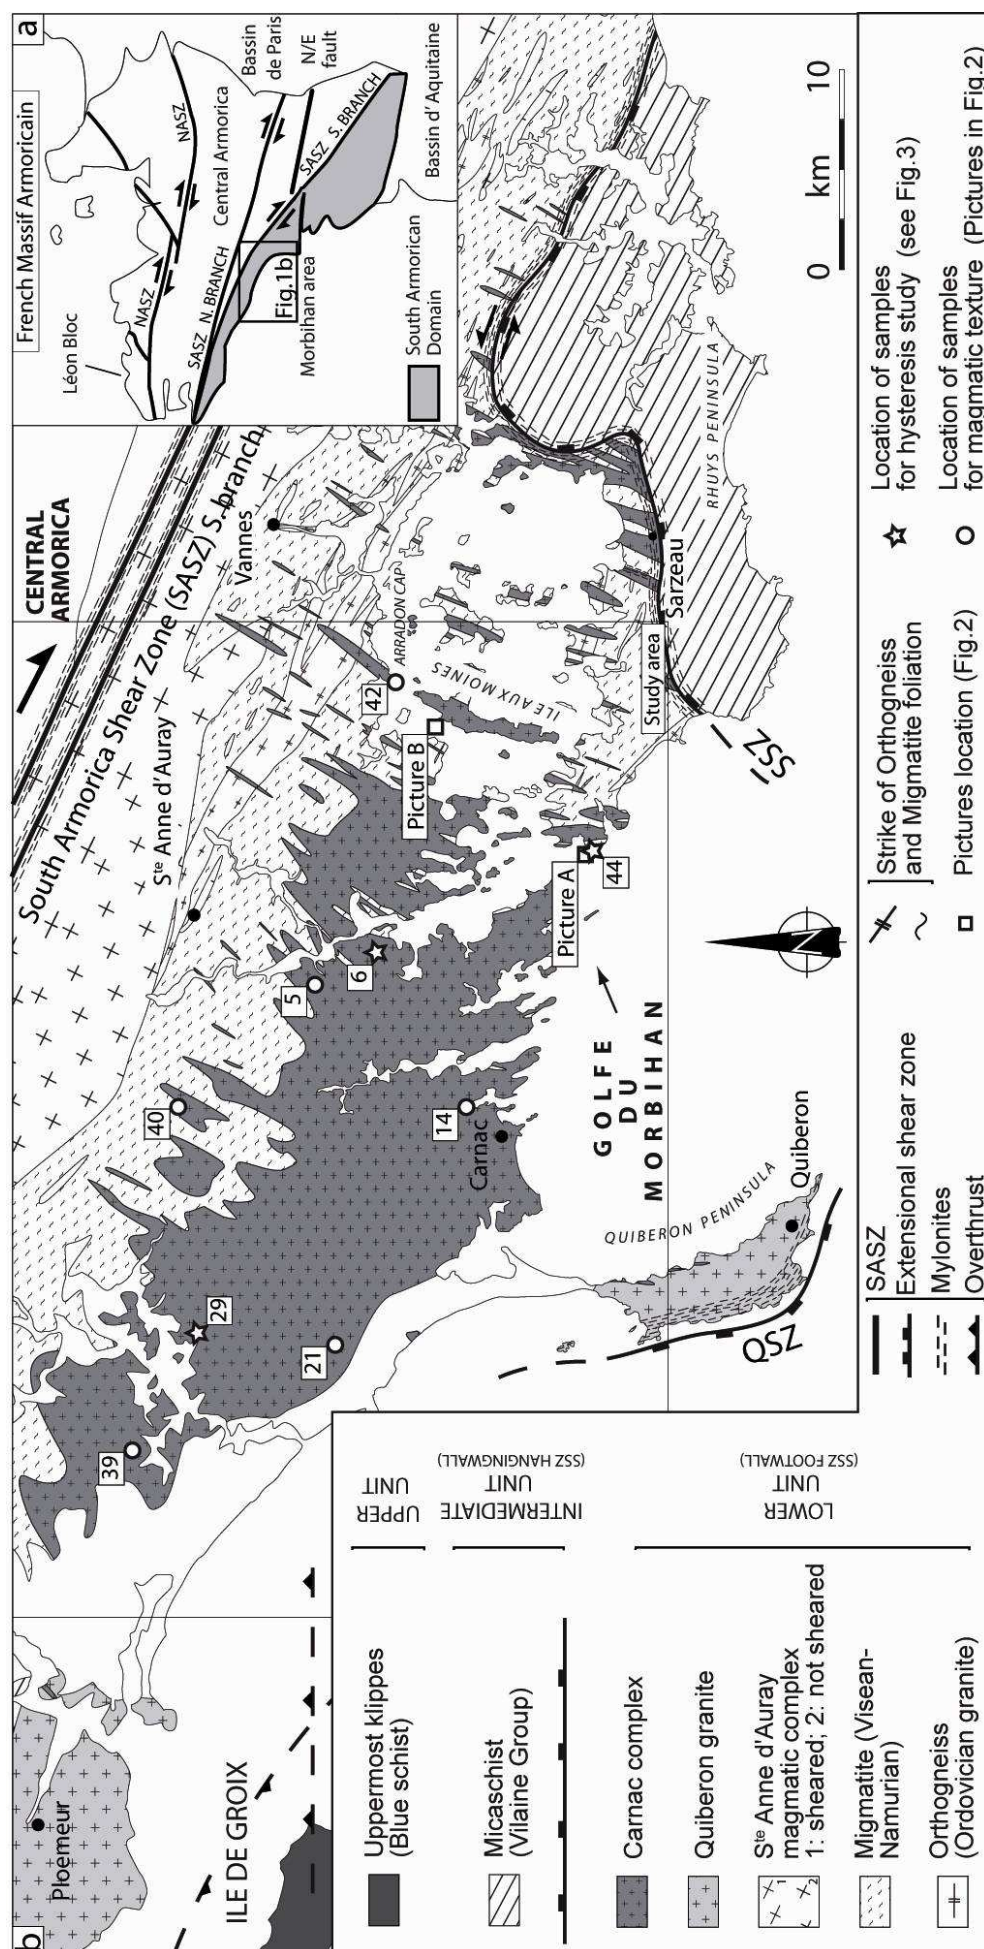 a
French Massif Armoricain
Léon Bloc
NASZ
NASZ
Central Armorica
Bassin
de Paris
N/E
fault
SASZ N. BRANCH
SASZ S. BRANCH
Fig.1b
Morbihan area
Bassin d'Aquitaine
South Armorican
Domain
b
CENTRAL
ARMORICA
South Armorica Shear Zone (SASZ) S. branch
Ste Anne d'Auray
Vannes
ARRADON CAP
ILE AUX MOINES
42
Picture B
40
5
6
39
29
21
14
Carnac
Picture A
44
Study area
Sarzeau
RHUYS PENINSULA
SSZ
GOLFE
DU
MORBIHAN
N
QUIBERON PENINSULA
Quiberon
QSZ
Ploemeur
ILE DE GROIX
0 km 10
Uppermost klippes
(Blue schist)
UPPER
UNIT
Micaschist
(Vilaine Group)
INTERMEDIATE
UNIT
(SSZ HANGINGWALL)
Carnac complex
Quiberon granite
Ste Anne d'Auray
magmatic complex
1: sheared; 2: not sheared
1
2
Migmatite (Visean-
Namurian)
Orthogneiss
(Ordovician granite)
LOWER
UNIT
(SSZ FOOTWALL)
SASZ
Extensional shear zone
Mylonites
Overthrust
Strike of Orthogneiss
and Migmatite foliation
Pictures location (Fig.2)
Location of samples
for hysteresis study (see Fig.3)
Location of samples
for magmatic texture (Pictures in Fig.2)